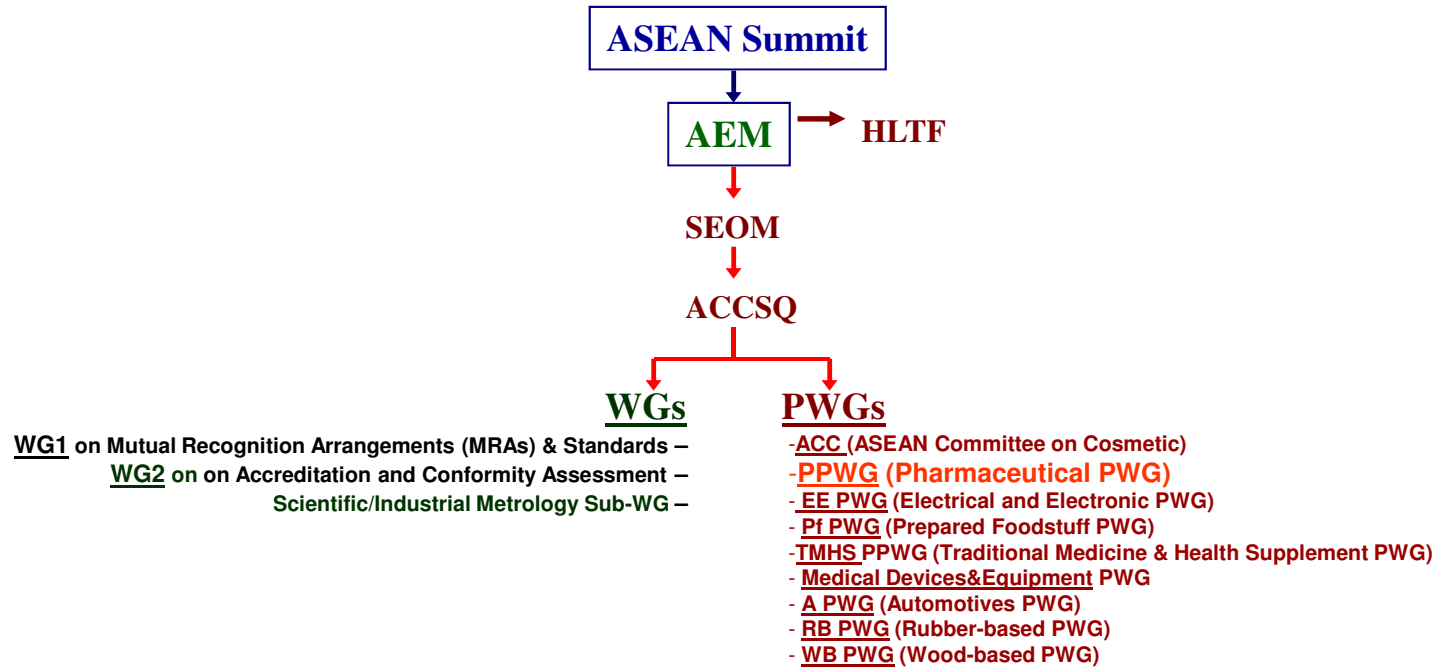 ASEAN Summit
AEM
HLTF
SEOM
ACCSQ
WGs
WG1 on Mutual Recognition Arrangements (MRAs) & Standards –
WG2 on on Accreditation and Conformity Assessment –
Scientific/Industrial Metrology Sub-WG –
PWGs
-ACC (ASEAN Committee on Cosmetic)
-PPWG (Pharmaceutical PWG)
- EE PWG (Electrical and Electronic PWG)
- Pf PWG (Prepared Foodstuff PWG)
-TMHS PPWG (Traditional Medicine & Health Supplement PWG)
- Medical Devices&Equipment PWG
- A PWG (Automotives PWG)
- RB PWG (Rubber-based PWG)
- WB PWG (Wood-based PWG)